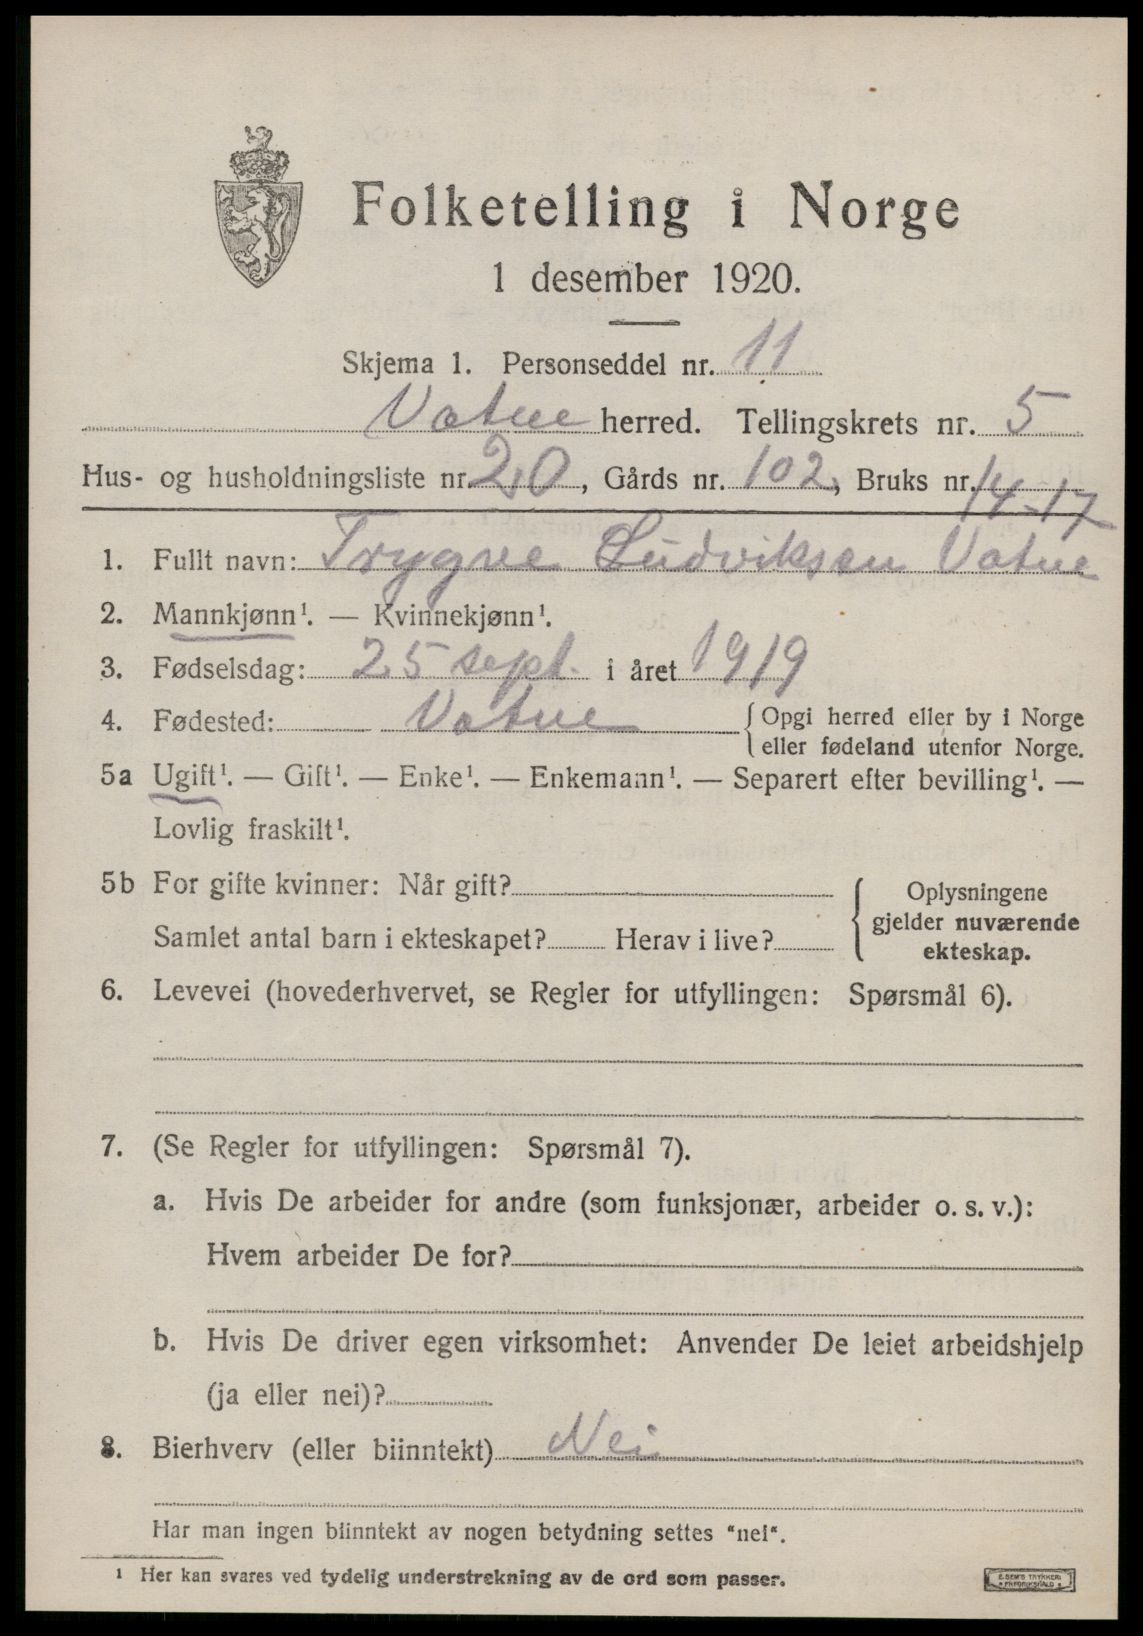 Folketelling i Norge
1 desember 1920.
Skjema 1. Personseddel nr. 11
Vatne herred. Tellingskrets nr. 5
Hus- og husholdningsliste nr. 20, Gårds nr. 102, Bruks nr. 14-17
1. Fullt navn: Trygve Ludviksen Vatne
2. Mannkjønn¹. — Kvinnekjønn¹.
3. Fødselsdag: 25 sept. i året 1919
4. Fødested: Vatne { Opgi herred eller by i Norge
eller fødeland utenfor Norge.
5a Ugift¹. — Gift¹. — Enke¹. — Enkemann¹. — Separert efter bevilling¹. —
Lovlig fraskilt¹.
5b For gifte kvinner: Når gift?
Samlet antal barn i ekteskapet? Herav i live?
{ Oplysningene
gjelder nuværende
ekteskap.
6. Levevei (hovederhvervet, se Regler for utfyllingen: Spørsmål 6).
7. (Se Regler for utfyllingen: Spørsmål 7).
a. Hvis De arbeider for andre (som funksjonær, arbeider o. s. v.):
Hvem arbeider De for?
b. Hvis De driver egen virksomhet: Anvender De leiet arbeidshjelp
(ja eller nei)?
8. Bierhverv (eller biinntekt) Nei
Har man ingen biinntekt av nogen betydning settes "nei".
¹ Her kan svares ved tydelig understrekning av de ord som passer.
E. SEM'S TRYKKERI
FREDRIKSHALD